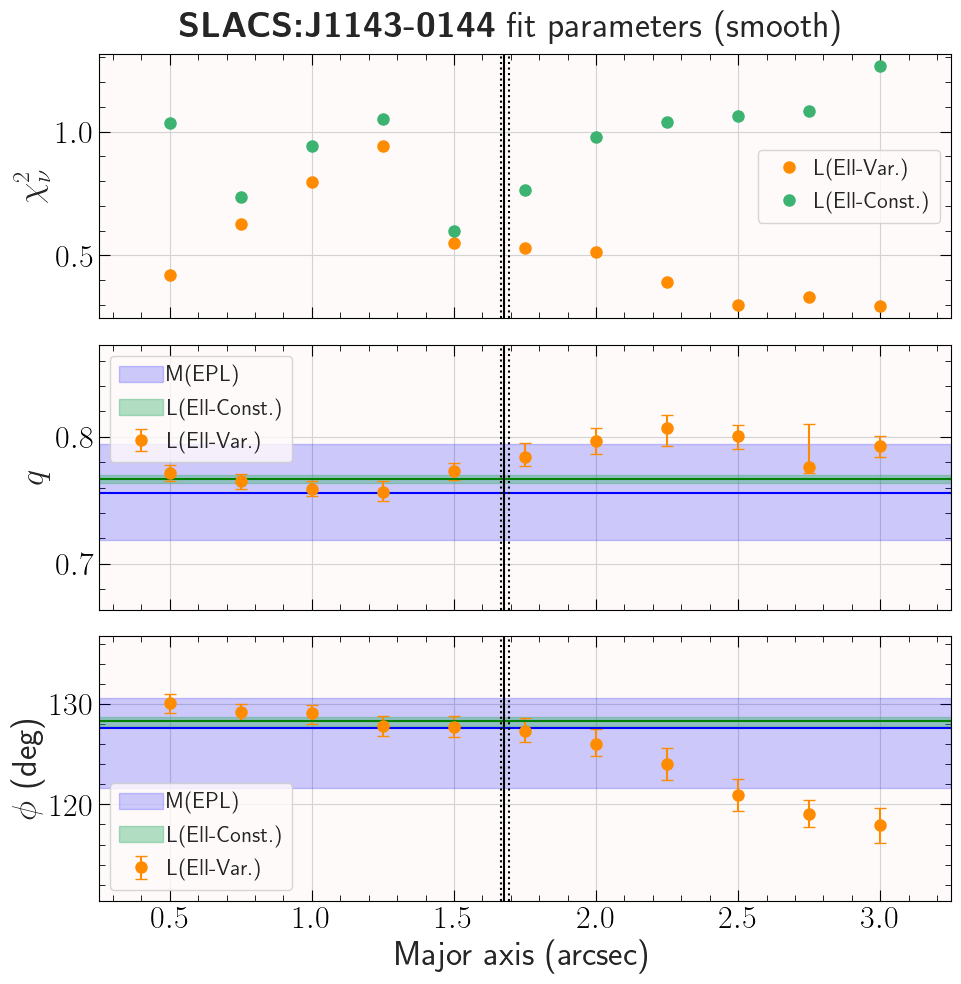 SLACS:J1143-0144 fit parameters (smooth)
χ²ᵥ
1.0
0.5
L(Ell-Var.)
L(Ell-Const.)
q
0.8
0.7
M(EPL)
L(Ell-Const.)
L(Ell-Var.)
ϕ (deg)
130
120
M(EPL)
L(Ell-Const.)
L(Ell-Var.)
0.5 1.0 1.5 2.0 2.5 3.0
Major axis (arcsec)